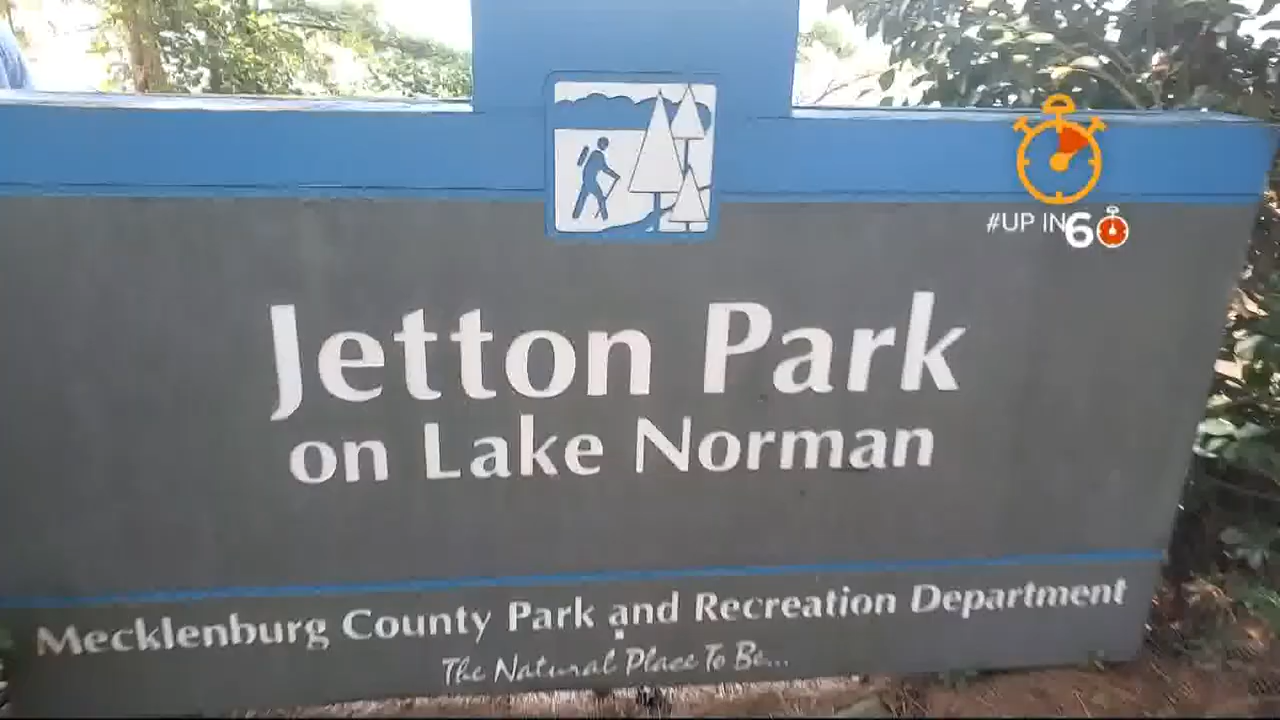 #UP IN 60
Jetton Park
on Lake Norman
Mecklenburg County Park and Recreation Department
The Natural Place To Be...